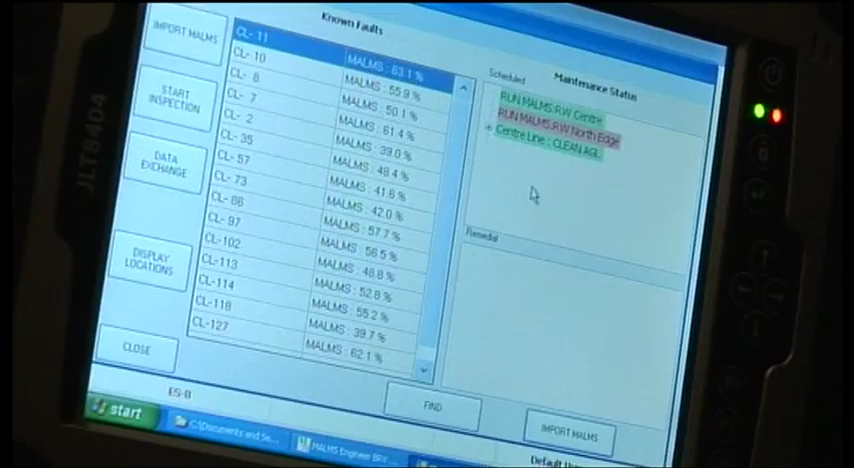 Known Faults
IMPORT MALMS
START INSPECTION
DATA EXCHANGE
DISPLAY LOCATIONS
CLOSE
CL- 11 MALMS : 63.1 %
CL- 10 MALMS : 55.9 %
CL- 8 MALMS : 50.1 %
CL- 7 MALMS : 61.4 %
CL- 2 MALMS : 39.0 %
CL- 35 MALMS : 48.4 %
CL- 57 MALMS : 41.6 %
CL- 73 MALMS : 42.0 %
CL- 86 MALMS : 57.7 %
CL- 97 MALMS : 56.5 %
CL- 102 MALMS : 48.8 %
CL- 113 MALMS : 52.8 %
CL- 114 MALMS : 55.2 %
CL- 118 MALMS : 39.7 %
CL- 127 MALMS : 62.1 %
Maintenance Status
Scheduled
RUN MALMS:RW Centre
RUN MALMS:RW North Edge
Centre Line : CLEAN AGL
Remedial
FIND
IMPORT MALMS
start
C:\Documents and Se...
MALMS Engineer
JLT8404